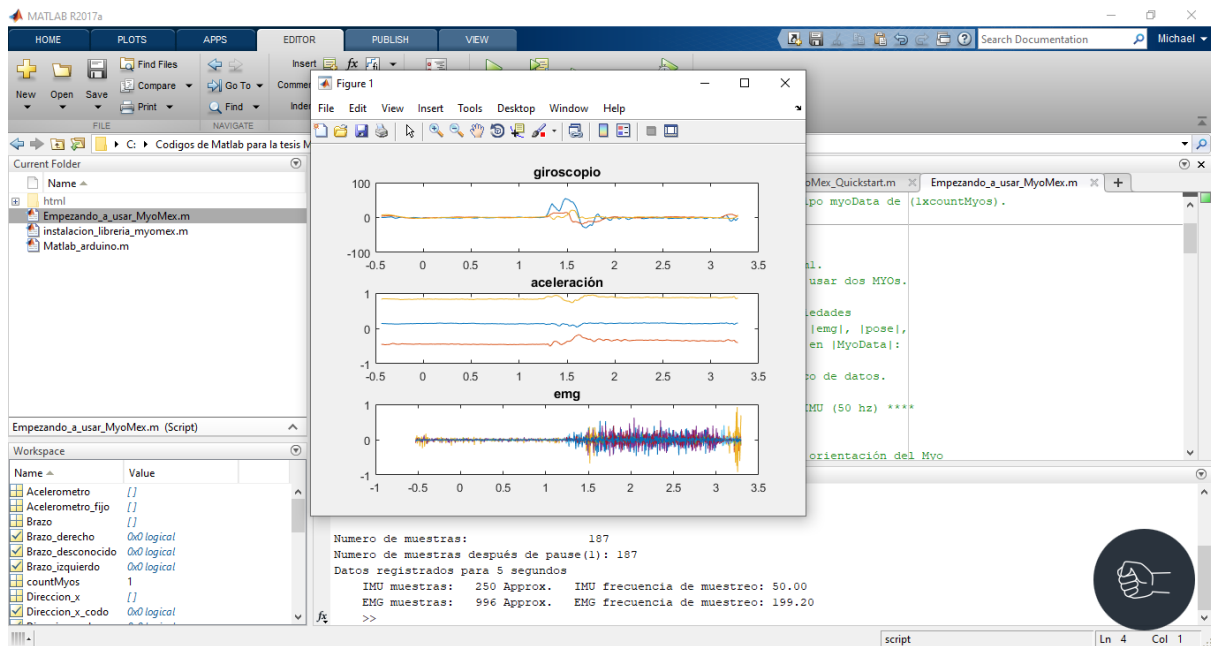 MATLAB R2017a
HOME PLOTS APPS EDITOR PUBLISH VIEW
Search Documentation
Michael
New
Open
Save
Find Files
Compare
Print
FILE
Go To
Find
NAVIGATE
Insert
fx
Figure 1
File Edit View Insert Tools Desktop Window Help
C: Codigos de Matlab para la tesis
Current Folder
Name
html
Empezando_a_usar_MyoMex.m
instalacion_libreria_myomex.m
Matlab_arduino.m
Empezando_a_usar_MyoMex.m (Script)
Workspace
Name Value
Acelerometro []
Acelerometro_fijo []
Brazo []
Brazo_derecho 0x0 logical
Brazo_desconocido 0x0 logical
Brazo_izquierdo 0x0 logical
countMyos 1
Direccion_x []
Direccion_x_codo 0x0 logical
giroscopio
100
0
-100
-0.5 0 0.5 1 1.5 2 2.5 3 3.5
aceleración
1
0
-1
-0.5 0 0.5 1 1.5 2 2.5 3 3.5
emg
1
0
-1
-1 -0.5 0 0.5 1 1.5 2 2.5 3 3.5
Mex_Quickstart.m
Empezando_a_usar_MyoMex.m
+
ipo myoData de (1xcountMyos).
usar dos MYOs.
|emg|, |pose|,
en |MyoData|:
de datos.
IMU (50 hz) ****
orientación del Myo
Numero de muestras: 187
Numero de muestras después de pause(1): 187
Datos registrados para 5 segundos
IMU muestras: 250 Approx. IMU frecuencia de muestreo: 50.00
EMG muestras: 996 Approx. EMG frecuencia de muestreo: 199.20
fx >>
script
Ln 4 Col 1